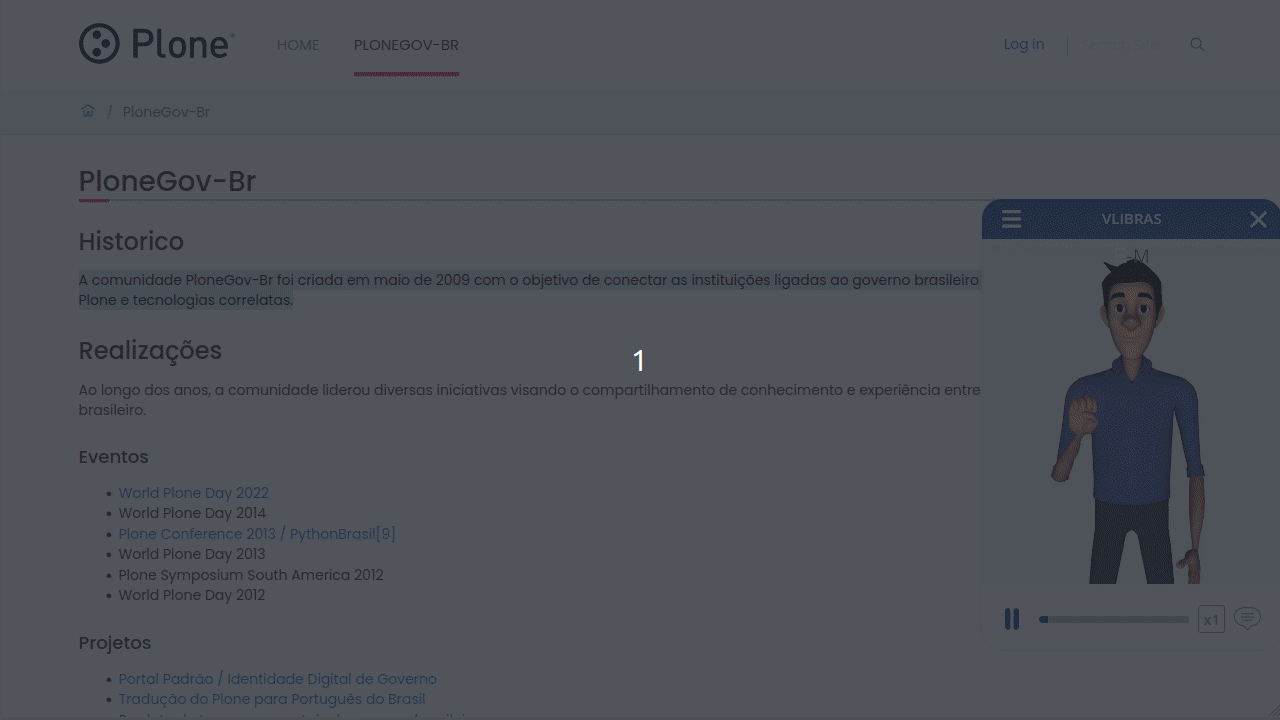 Plone®
HOME
PLONEGOV-BR
Log in
Search Site
/ PloneGov-Br
PloneGov-Br
Historico
A comunidade PloneGov-Br foi criada em maio de 2009 com o objetivo de conectar as instituições ligadas ao governo brasileiro
Plone e tecnologias correlatas.
Realizações
Ao longo dos anos, a comunidade liderou diversas iniciativas visando o compartilhamento de conhecimento e experiência entre
brasileiro.
Eventos
World Plone Day 2022
World Plone Day 2014
Plone Conference 2013 / PythonBrasil[9]
World Plone Day 2013
Plone Symposium South America 2012
World Plone Day 2012
Projetos
Portal Padrão / Identidade Digital de Governo
Tradução do Plone para Português do Brasil
VLIBRAS
-M
x1
1